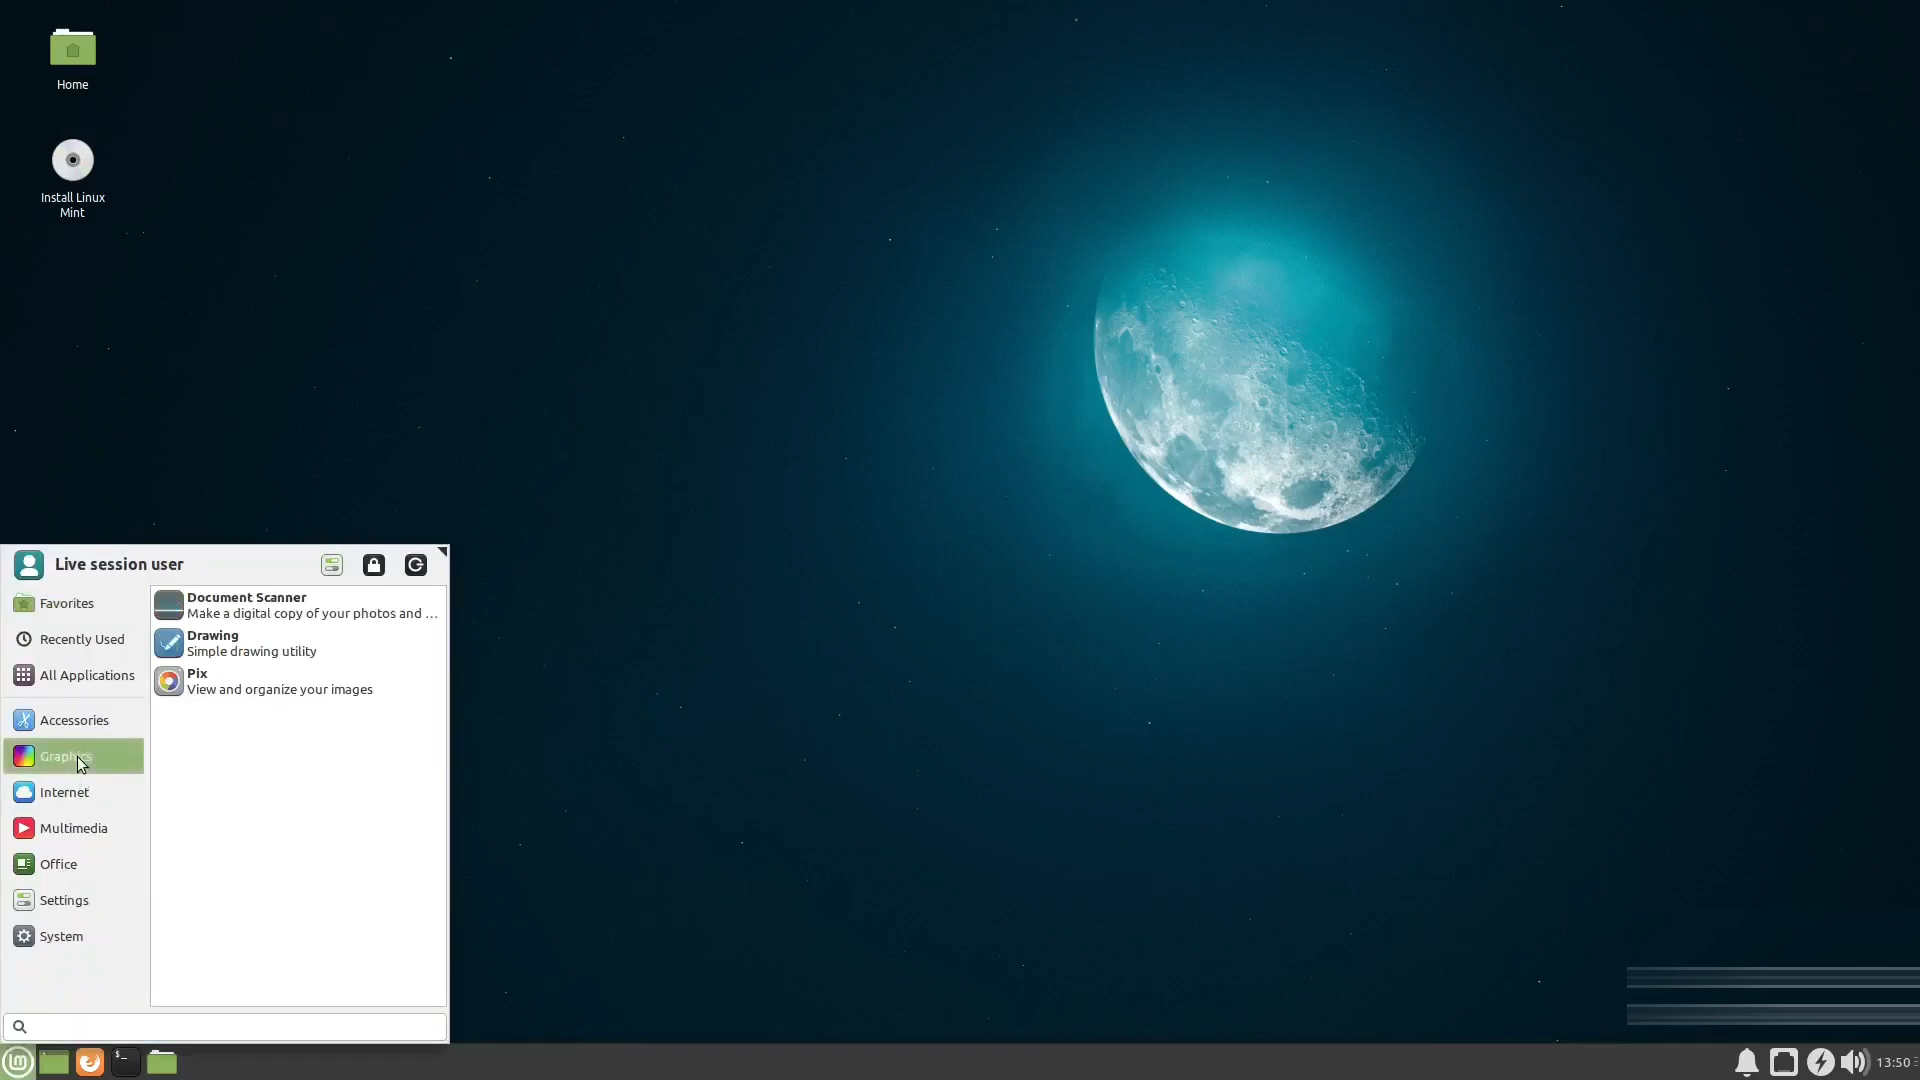 Home
Install Linux
Mint
Live session user
Favorites
Recently Used
All Applications
Accessories
Graphics
Internet
Multimedia
Office
Settings
System
Document Scanner
Make a digital copy of your photos and ...
Drawing
Simple drawing utility
Pix
View and organize your images
$_
13:50